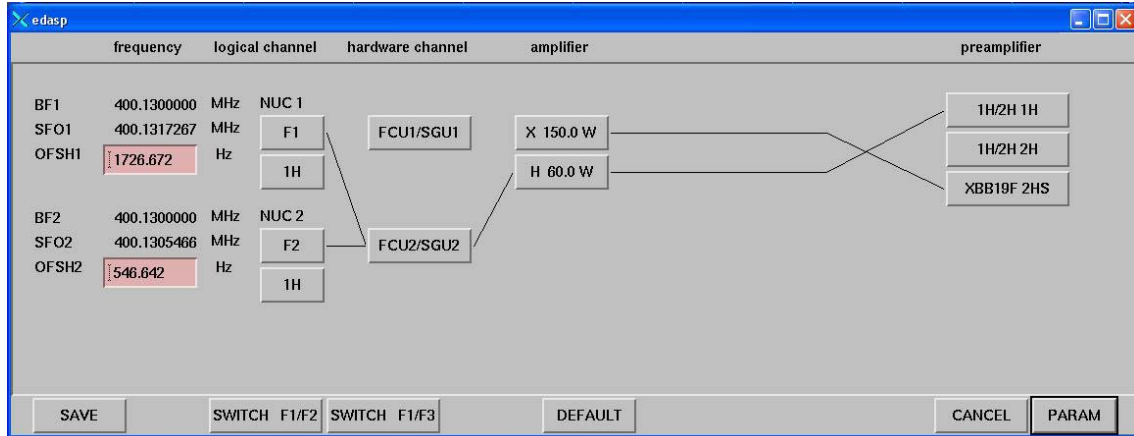 edasp
frequency logical channel hardware channel amplifier preamplifier
BF1 400.1300000 MHz NUC 1
SFO1 400.1317267 MHz F1 FCU1/SGU1 X 150.0 W 1H/2H 1H
OFSH1 1726.672 Hz 1H H 60.0 W 1H/2H 2H
XBB19F 2HS
BF2 400.1300000 MHz NUC 2
SFO2 400.1305466 MHz F2 FCU2/SGU2
OFSH2 546.642 Hz 1H
SAVE SWITCH F1/F2 SWITCH F1/F3 DEFAULT CANCEL PARAM